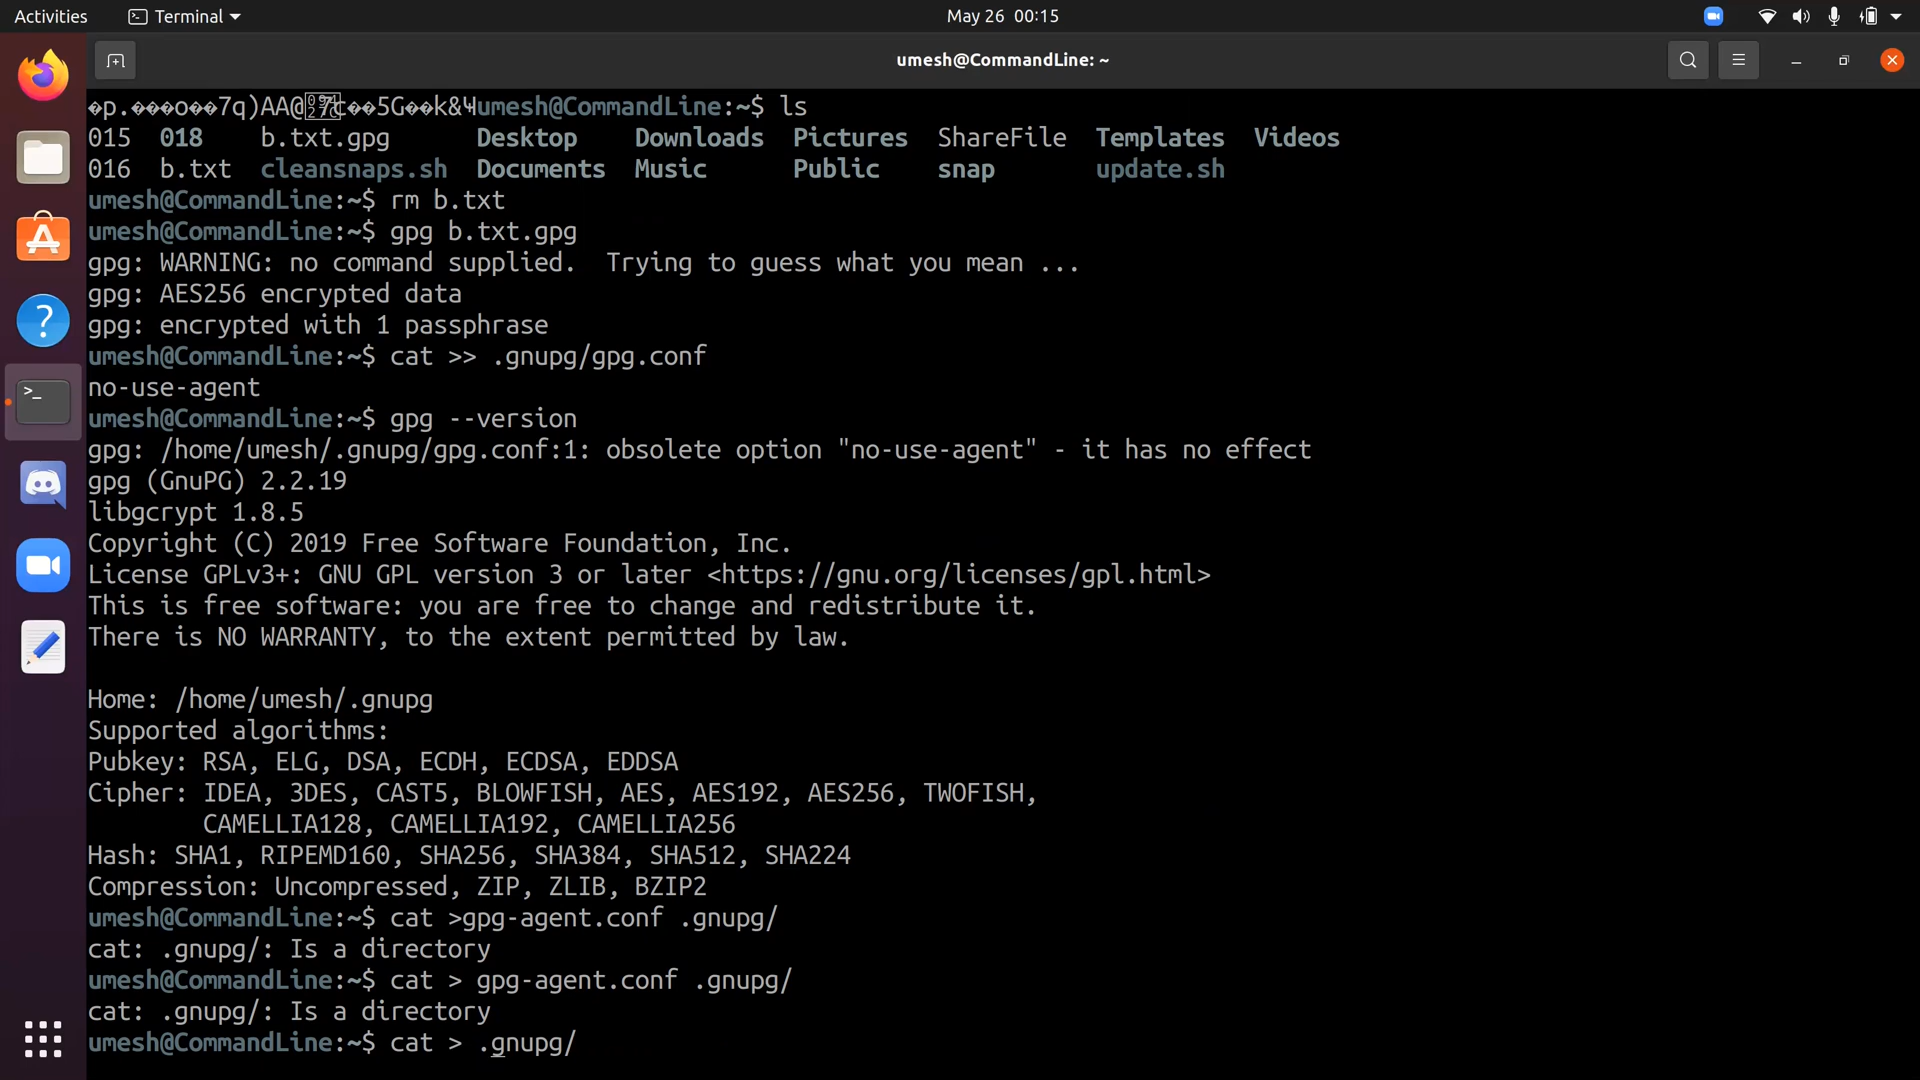 Activities Terminal May 26 00:15
umesh@CommandLine: ~
umesh@CommandLine:~$ ls
015 018 b.txt.gpg Desktop Downloads Pictures ShareFile Templates Videos
016 b.txt cleansnaps.sh Documents Music Public snap update.sh
umesh@CommandLine:~$ rm b.txt
umesh@CommandLine:~$ gpg b.txt.gpg
gpg: WARNING: no command supplied.  Trying to guess what you mean ...
gpg: AES256 encrypted data
gpg: encrypted with 1 passphrase
umesh@CommandLine:~$ cat >> .gnupg/gpg.conf
no-use-agent
umesh@CommandLine:~$ gpg --version
gpg: /home/umesh/.gnupg/gpg.conf:1: obsolete option "no-use-agent" - it has no effect
gpg (GnuPG) 2.2.19
libgcrypt 1.8.5
Copyright (C) 2019 Free Software Foundation, Inc.
License GPLv3+: GNU GPL version 3 or later <https://gnu.org/licenses/gpl.html>
This is free software: you are free to change and redistribute it.
There is NO WARRANTY, to the extent permitted by law.
Home: /home/umesh/.gnupg
Supported algorithms:
Pubkey: RSA, ELG, DSA, ECDH, ECDSA, EDDSA
Cipher: IDEA, 3DES, CAST5, BLOWFISH, AES, AES192, AES256, TWOFISH,
CAMELLIA128, CAMELLIA192, CAMELLIA256
Hash: SHA1, RIPEMD160, SHA256, SHA384, SHA512, SHA224
Compression: Uncompressed, ZIP, ZLIB, BZIP2
umesh@CommandLine:~$ cat >gpg-agent.conf .gnupg/
cat: .gnupg/: Is a directory
umesh@CommandLine:~$ cat > gpg-agent.conf .gnupg/
cat: .gnupg/: Is a directory
umesh@CommandLine:~$ cat > .gnupg/